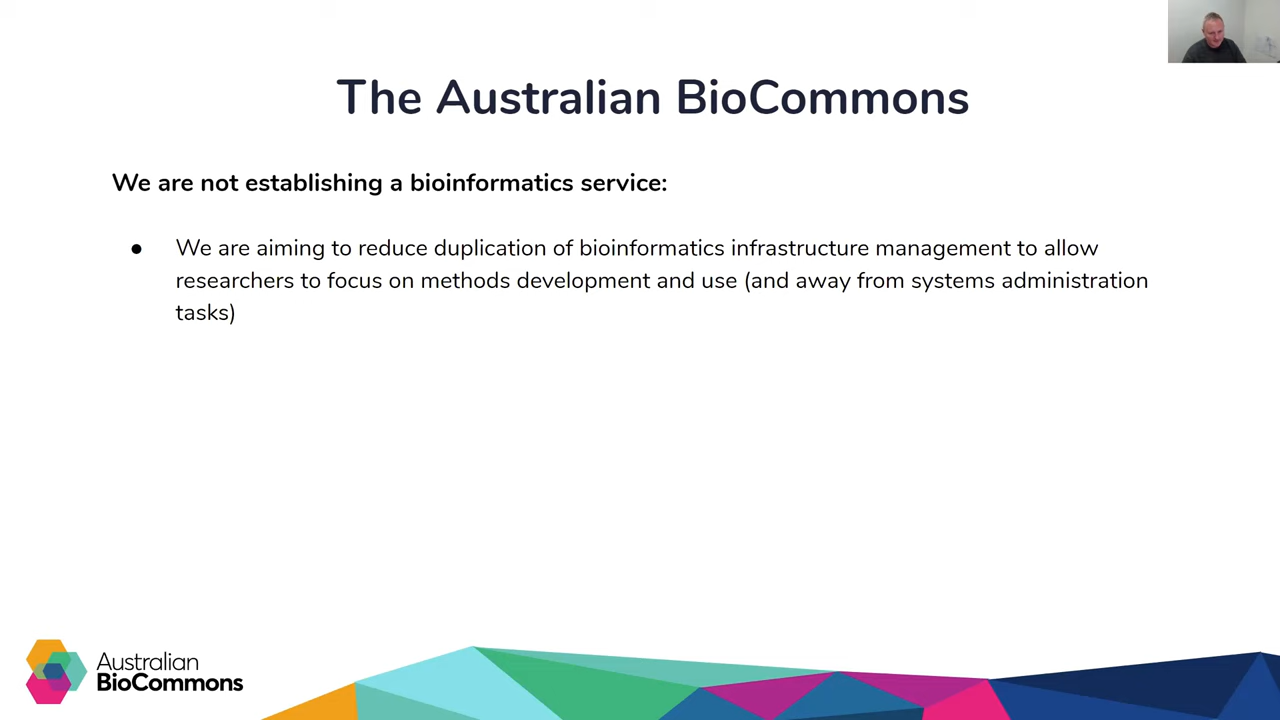 The Australian BioCommons
We are not establishing a bioinformatics service:
● We are aiming to reduce duplication of bioinformatics infrastructure management to allow
researchers to focus on methods development and use (and away from systems administration
tasks)
Australian
BioCommons